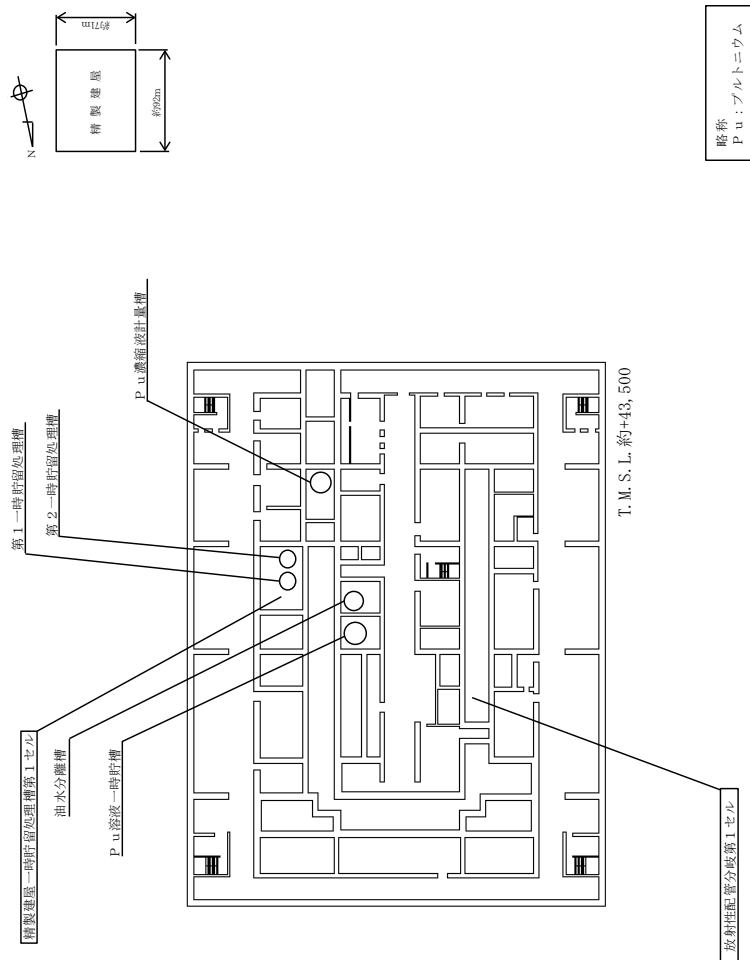 約71m
精製建屋
約92m
N
略称
Ｐｕ：プルトニウム
Ｐｕ濃縮液計量槽
第１一時貯留処理槽
第２一時貯留処理槽
T.M.S.L.約+43,500
精製建屋一時貯留処理槽第１セル
油水分離槽
Ｐｕ溶液一時貯槽
放射性配管分岐第１セル